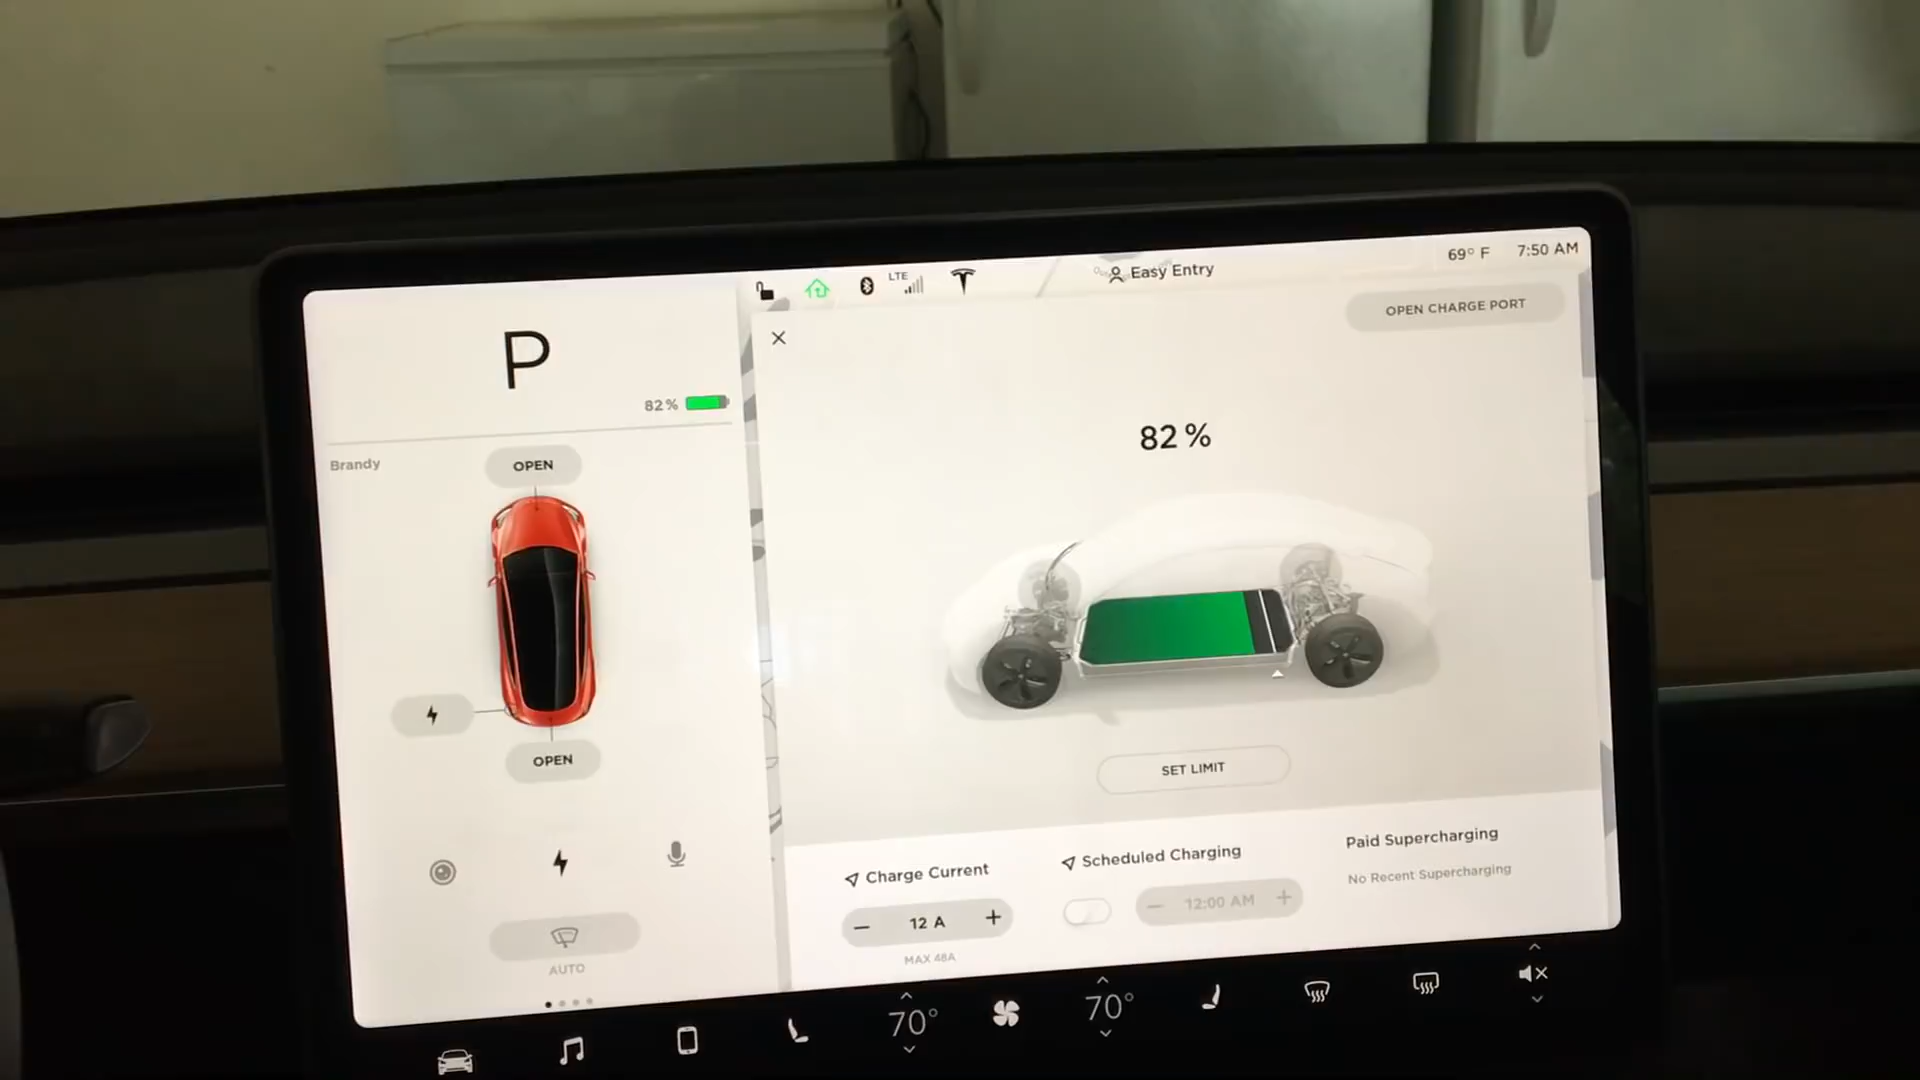 LTE
Easy Entry
69° F
7:50 AM
OPEN CHARGE PORT
P
82%
82 %
Brandy
OPEN
OPEN
SET LIMIT
Charge Current
12 A
MAX 48A
Scheduled Charging
12:00 AM
Paid Supercharging
No Recent Supercharging
AUTO
70°
70°